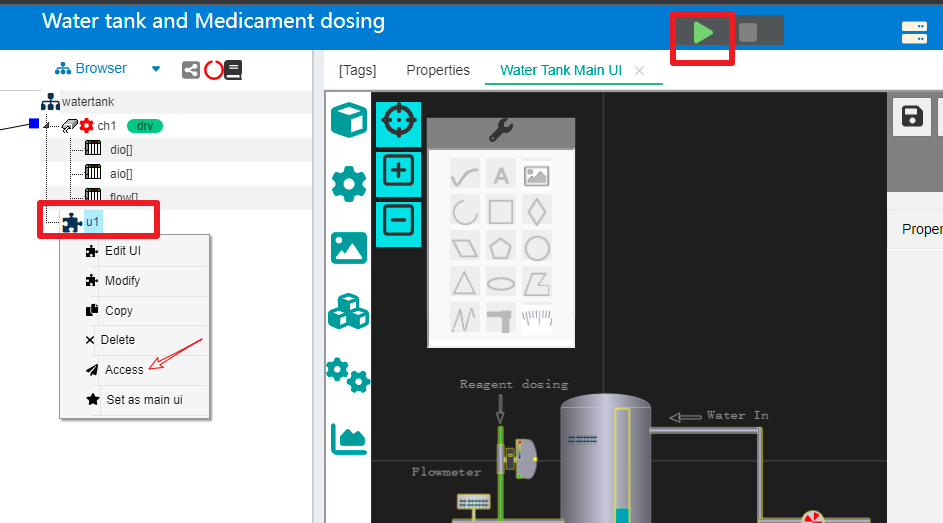 Water tank and Medicament dosing
Browser
[Tags] Properties Water Tank Main UI ×
watertank
ch1 drv
dio[]
aio[]
flow[]
u1
Edit UI
Modify
Copy
Delete
Access
Set as main ui
A
Proper
Reagent dosing
Water In
Flowmeter